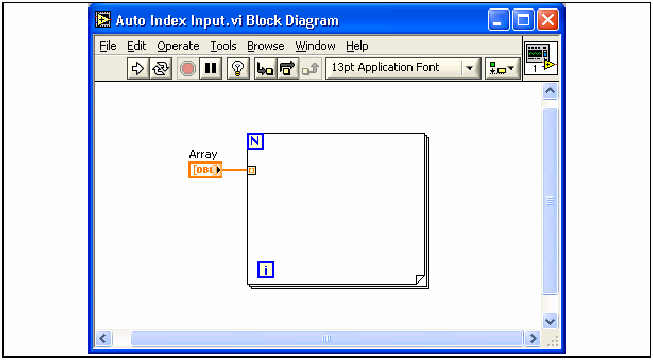 Auto Index Input.vi Block Diagram
File Edit Operate Tools Browse Window Help
13pt Application Font
1
N
Array
[DBL]
i